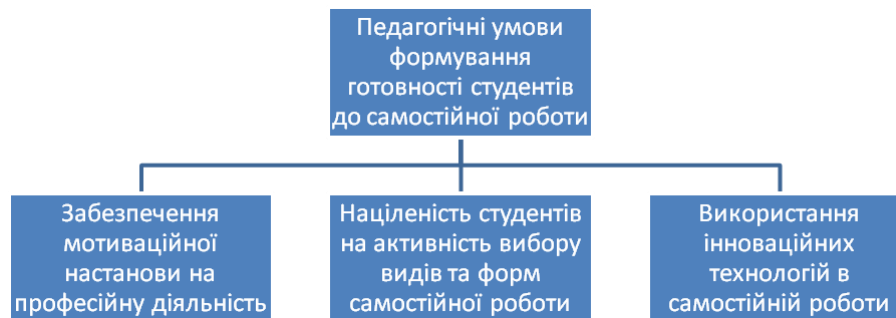 Педагогічні умови
формування
готовності студентів
до самостійної роботи
Забезпечення
мотиваційної
настанови на
професійну діяльність
Націленість студентів
на активність вибору
видів та форм
самостійної роботи
Використання
інноваційних
технологій в
самостійній роботи